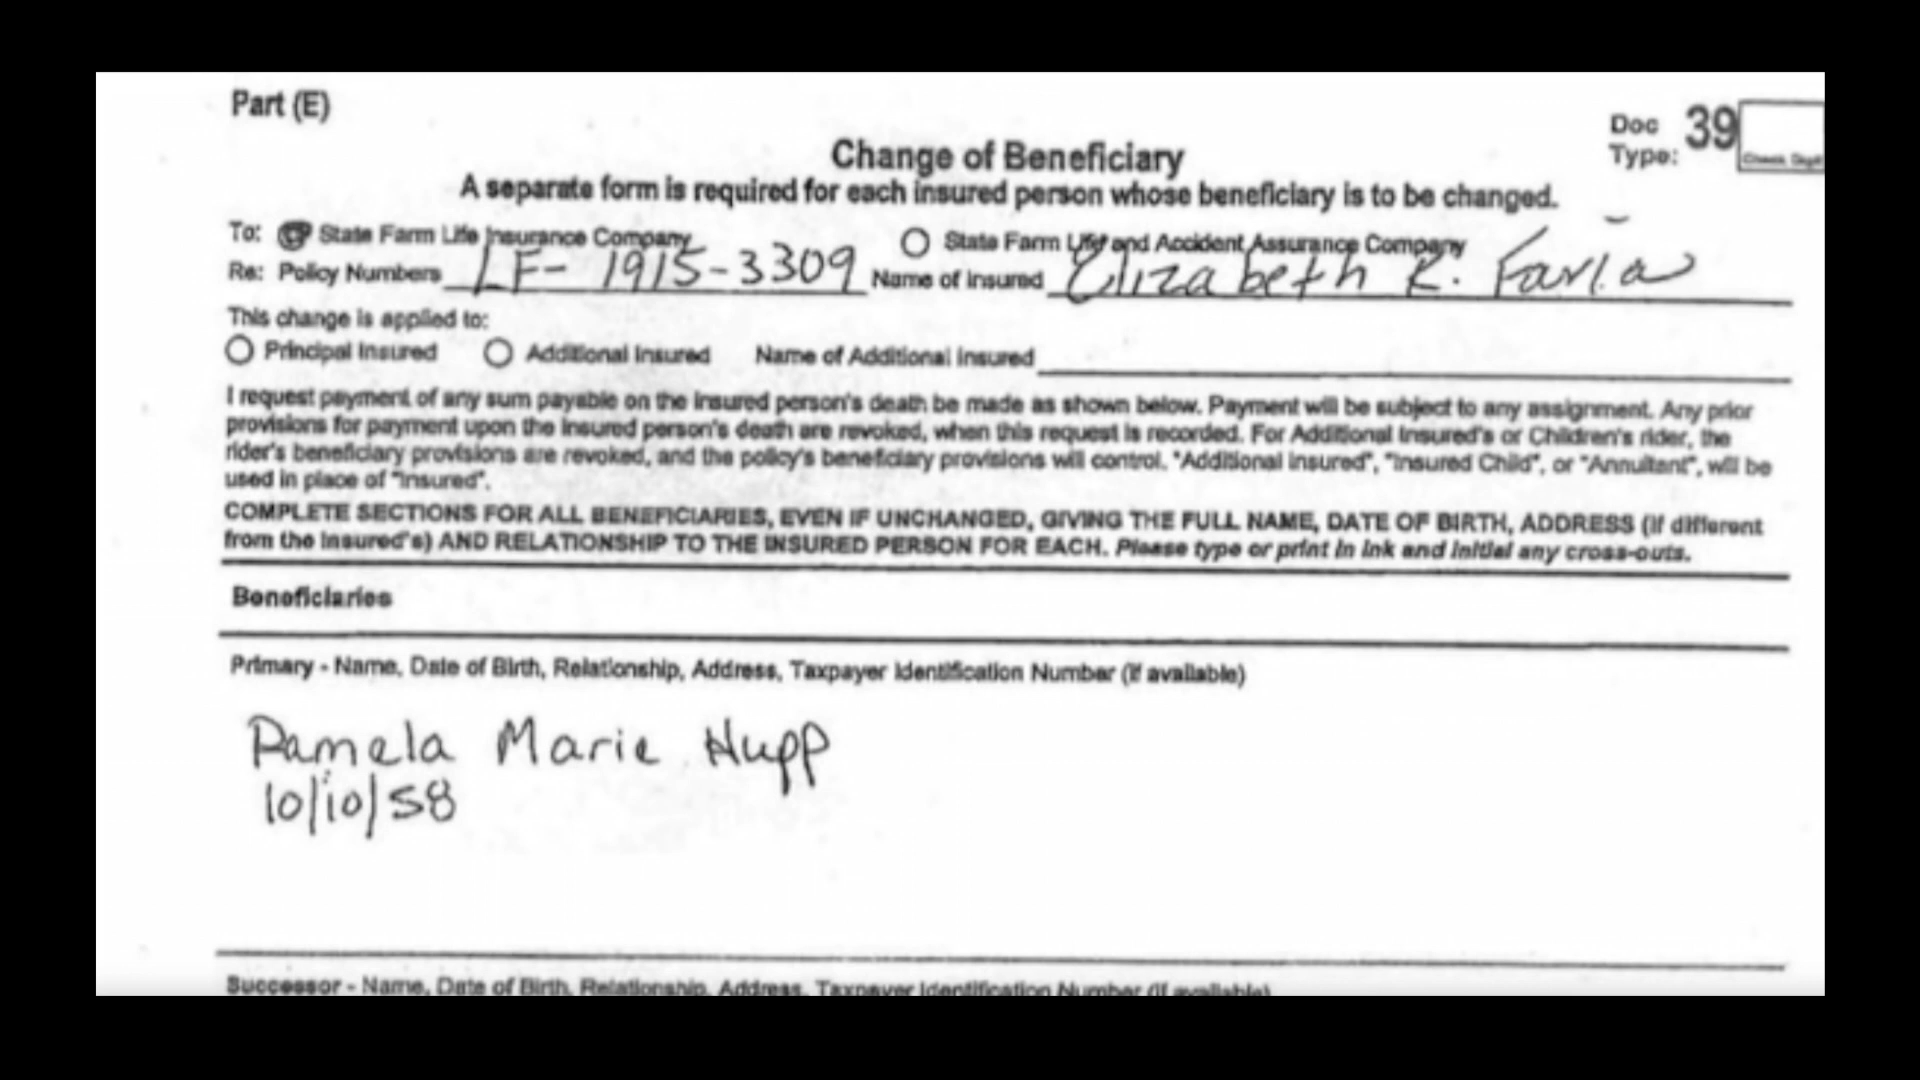 Part (E)
Doc Type: 39
Check Digit
Change of Beneficiary
A separate form is required for each insured person whose beneficiary is to be changed.
To: State Farm Life Insurance Company State Farm Life and Accident Assurance Company
Re: Policy Numbers LF- 1915-3309 Name of Insured Elizabeth R. Faria
This change is applied to:
Principal Insured Additional Insured Name of Additional Insured
I request payment of any sum payable on the insured person's death be made as shown below. Payment will be subject to any assignment. Any prior
provisions for payment upon the insured person's death are revoked, when this request is recorded. For Additional Insured's or Children's rider, the
rider's beneficiary provisions are revoked, and the policy's beneficiary provisions will control. "Additional Insured", "Insured Child", or "Annuitant", will be
used in place of "Insured".
COMPLETE SECTIONS FOR ALL BENEFICIARIES, EVEN IF UNCHANGED, GIVING THE FULL NAME, DATE OF BIRTH, ADDRESS (if different
from the Insured's) AND RELATIONSHIP TO THE INSURED PERSON FOR EACH. Please type or print in ink and initial any cross-outs.
Beneficiaries
Primary - Name, Date of Birth, Relationship, Address, Taxpayer Identification Number (if available)
Pamela Marie Hupp
10/10/58
Successor - Name, Date of Birth, Relationship, Address, Taxpayer Identification Number (if available)